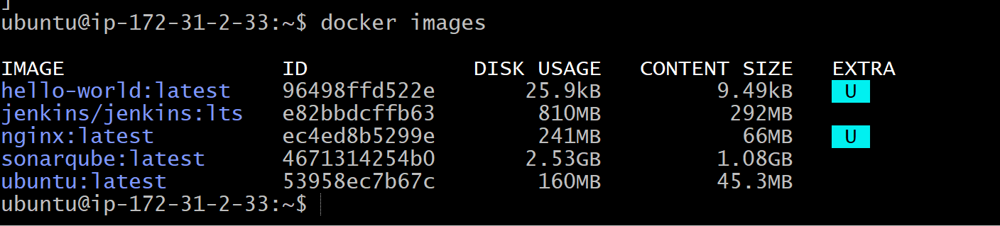 ubuntu@ip-172-31-2-33:~$ docker images
IMAGE ID DISK USAGE CONTENT SIZE EXTRA
hello-world:latest 96498ffd522e 25.9kB 9.49kB U
jenkins/jenkins:lts e82bbdcffb63 810MB 292MB
nginx:latest ec4ed8b5299e 241MB 66MB U
sonarqube:latest 4671314254b0 2.53GB 1.08GB
ubuntu:latest 53958ec7b67c 160MB 45.3MB
ubuntu@ip-172-31-2-33:~$